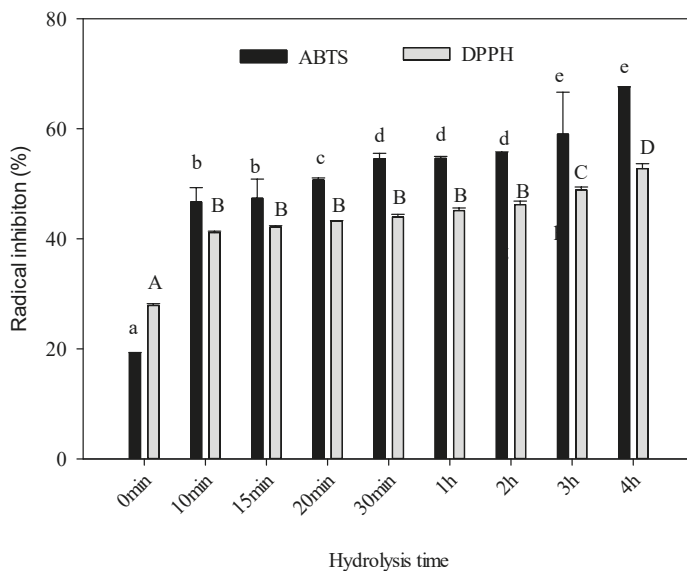 80
ABTS
DPPH
e
e
d
d
d
D
60
c
b
b
C
B
B
B
B
B
B
40
A
a
20
0
Radical inhibiton (%)
0min
10min
15min
20min
30min
1h
2h
3h
4h
Hydrolysis time